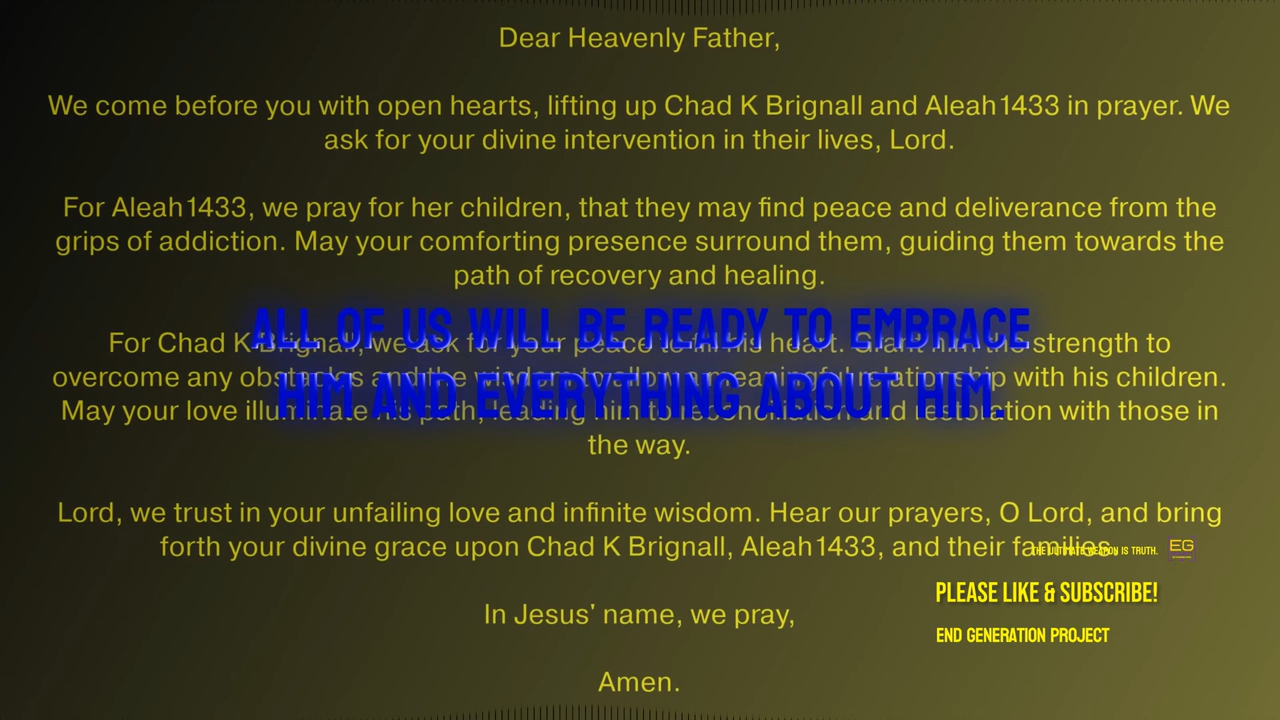 Dear Heavenly Father,
We come before you with open hearts, lifting up Chad K Brignall and Aleah1433 in prayer. We
ask for your divine intervention in their lives, Lord.
For Aleah1433, we pray for her children, that they may find peace and deliverance from the
grips of addiction. May your comforting presence surround them, guiding them towards the
path of recovery and healing.
ALL OF US WILL BE READY TO EMBRACE
For Chad K Brignall, we ask for your peace to fill his heart. Grant him the strength to
overcome any obstacles and the wisdom to allow a meaningful relationship with his children.
HIM AND EVERYTHING ABOUT HIM.
May your love illuminate his path, leading him to reconciliation and restoration with those in
the way.
Lord, we trust in your unfailing love and infinite wisdom. Hear our prayers, O Lord, and bring
forth your divine grace upon Chad K Brignall, Aleah1433, and their families.
THE ULTIMATE WEAPON IS TRUTH.
EG
PLEASE LIKE & SUBSCRIBE!
In Jesus' name, we pray,
END GENERATION PROJECT
Amen.